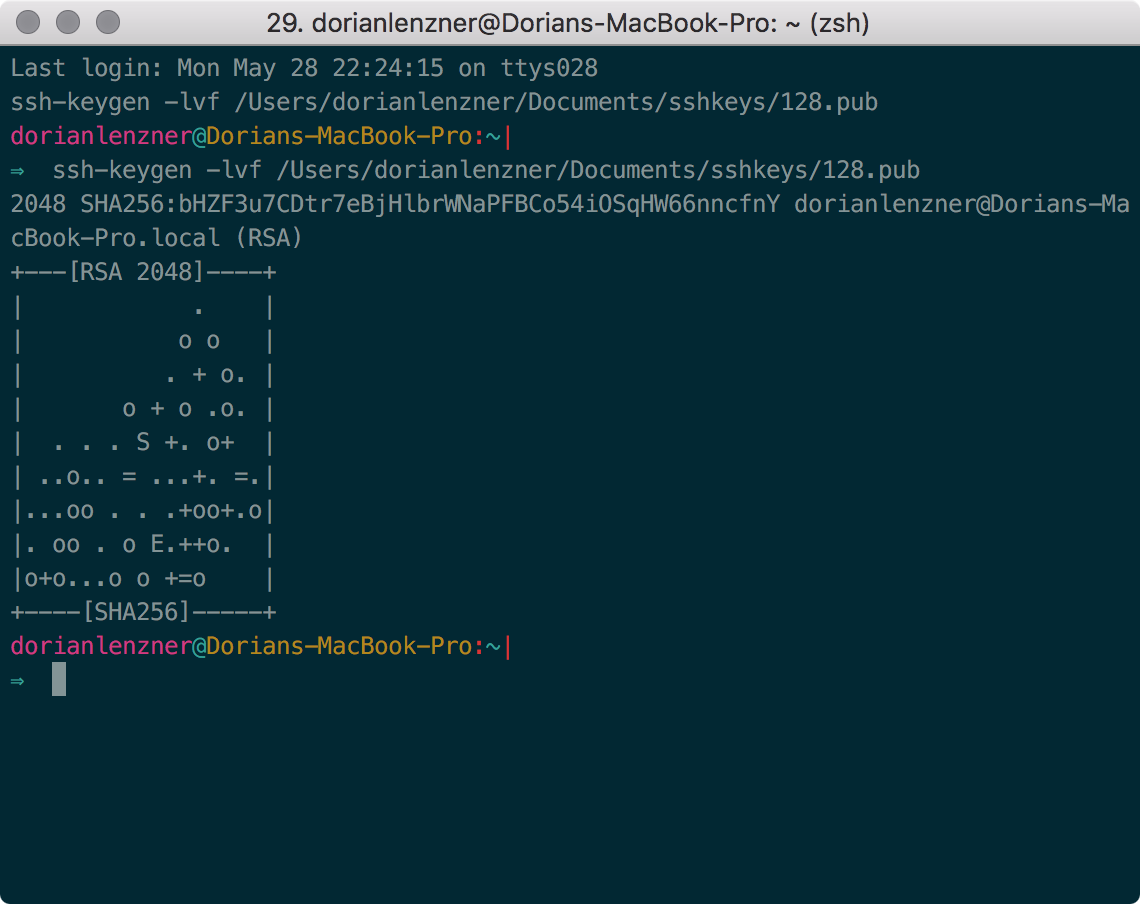 29. dorianlenzner@Dorians-MacBook-Pro: ~ (zsh)
Last login: Mon May 28 22:24:15 on ttys028
ssh-keygen -lvf /Users/dorianlenzner/Documents/sshkeys/128.pub
dorianlenzner@Dorians-MacBook-Pro:~|
⇒  ssh-keygen -lvf /Users/dorianlenzner/Documents/sshkeys/128.pub
2048 SHA256:bHZF3u7CDtr7eBjHlbrWNaPFBCo54iOSqHW66nncfnY dorianlenzner@Dorians-Ma
cBook-Pro.local (RSA)
+---[RSA 2048]----+
|            .    |
|           o o   |
|          . + o. |
|       o + o .o. |
|  . . . S +. o+  |
| ..o.. = ...+. =.|
|...oo . . .+oo+.o|
|. oo . o E.++o.  |
|o+o...o o +=o    |
+----[SHA256]-----+
dorianlenzner@Dorians-MacBook-Pro:~|
⇒